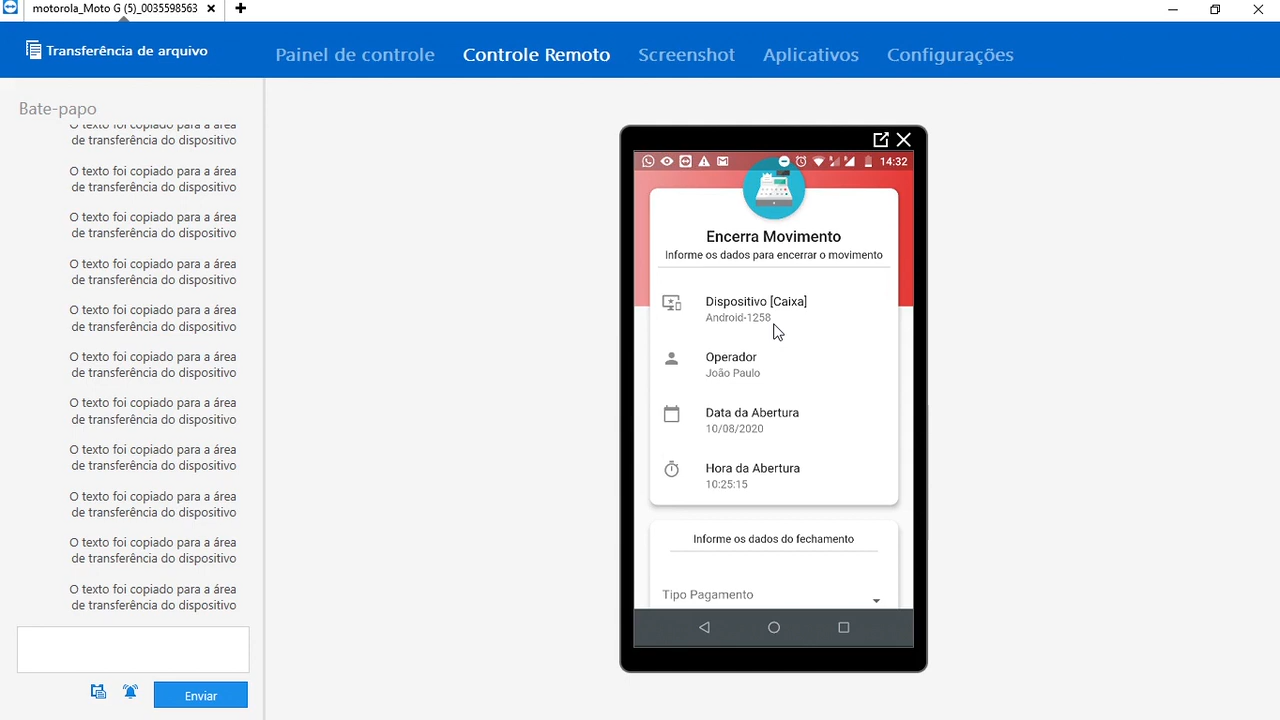 motorola_Moto G (5)_0035598563
Transferência de arquivo
Painel de controle
Controle Remoto
Screenshot
Aplicativos
Configurações
Bate-papo
O texto foi copiado para a área
de transferência do dispositivo
O texto foi copiado para a área
de transferência do dispositivo
O texto foi copiado para a área
de transferência do dispositivo
O texto foi copiado para a área
de transferência do dispositivo
O texto foi copiado para a área
de transferência do dispositivo
O texto foi copiado para a área
de transferência do dispositivo
O texto foi copiado para a área
de transferência do dispositivo
O texto foi copiado para a área
de transferência do dispositivo
O texto foi copiado para a área
de transferência do dispositivo
O texto foi copiado para a área
de transferência do dispositivo
O texto foi copiado para a área
de transferência do dispositivo
Enviar
14:32
Encerra Movimento
Informe os dados para encerrar o movimento
Dispositivo [Caixa]
Android-1258
Operador
João Paulo
Data da Abertura
10/08/2020
Hora da Abertura
10:25:15
Informe os dados do fechamento
Tipo Pagamento